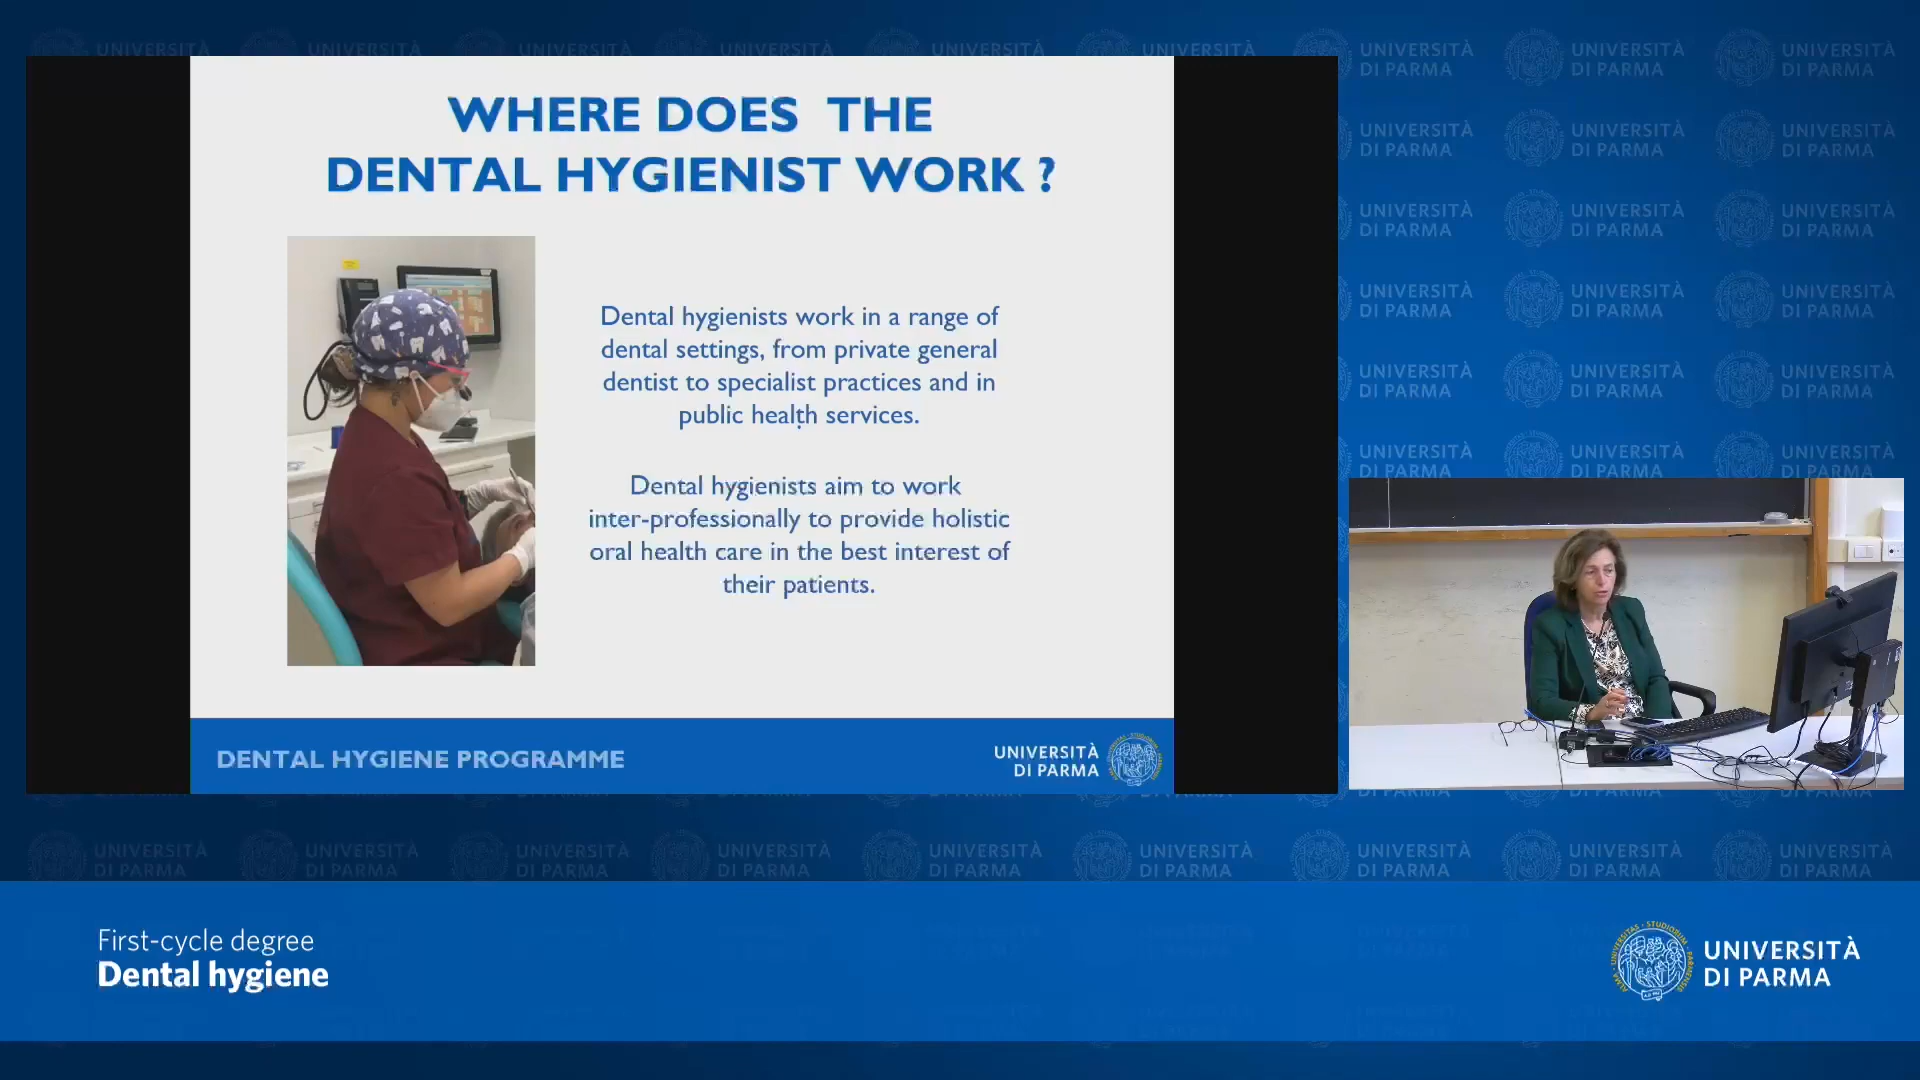 WHERE DOES THE
DENTAL HYGIENIST WORK ?
Dental hygienists work in a range of
dental settings, from private general
dentist to specialist practices and in
public health services.
Dental hygienists aim to work
inter-professionally to provide holistic
oral health care in the best interest of
their patients.
DENTAL HYGIENE PROGRAMME
UNIVERSITÀ
DI PARMA
First-cycle degree
Dental hygiene
UNIVERSITÀ
DI PARMA